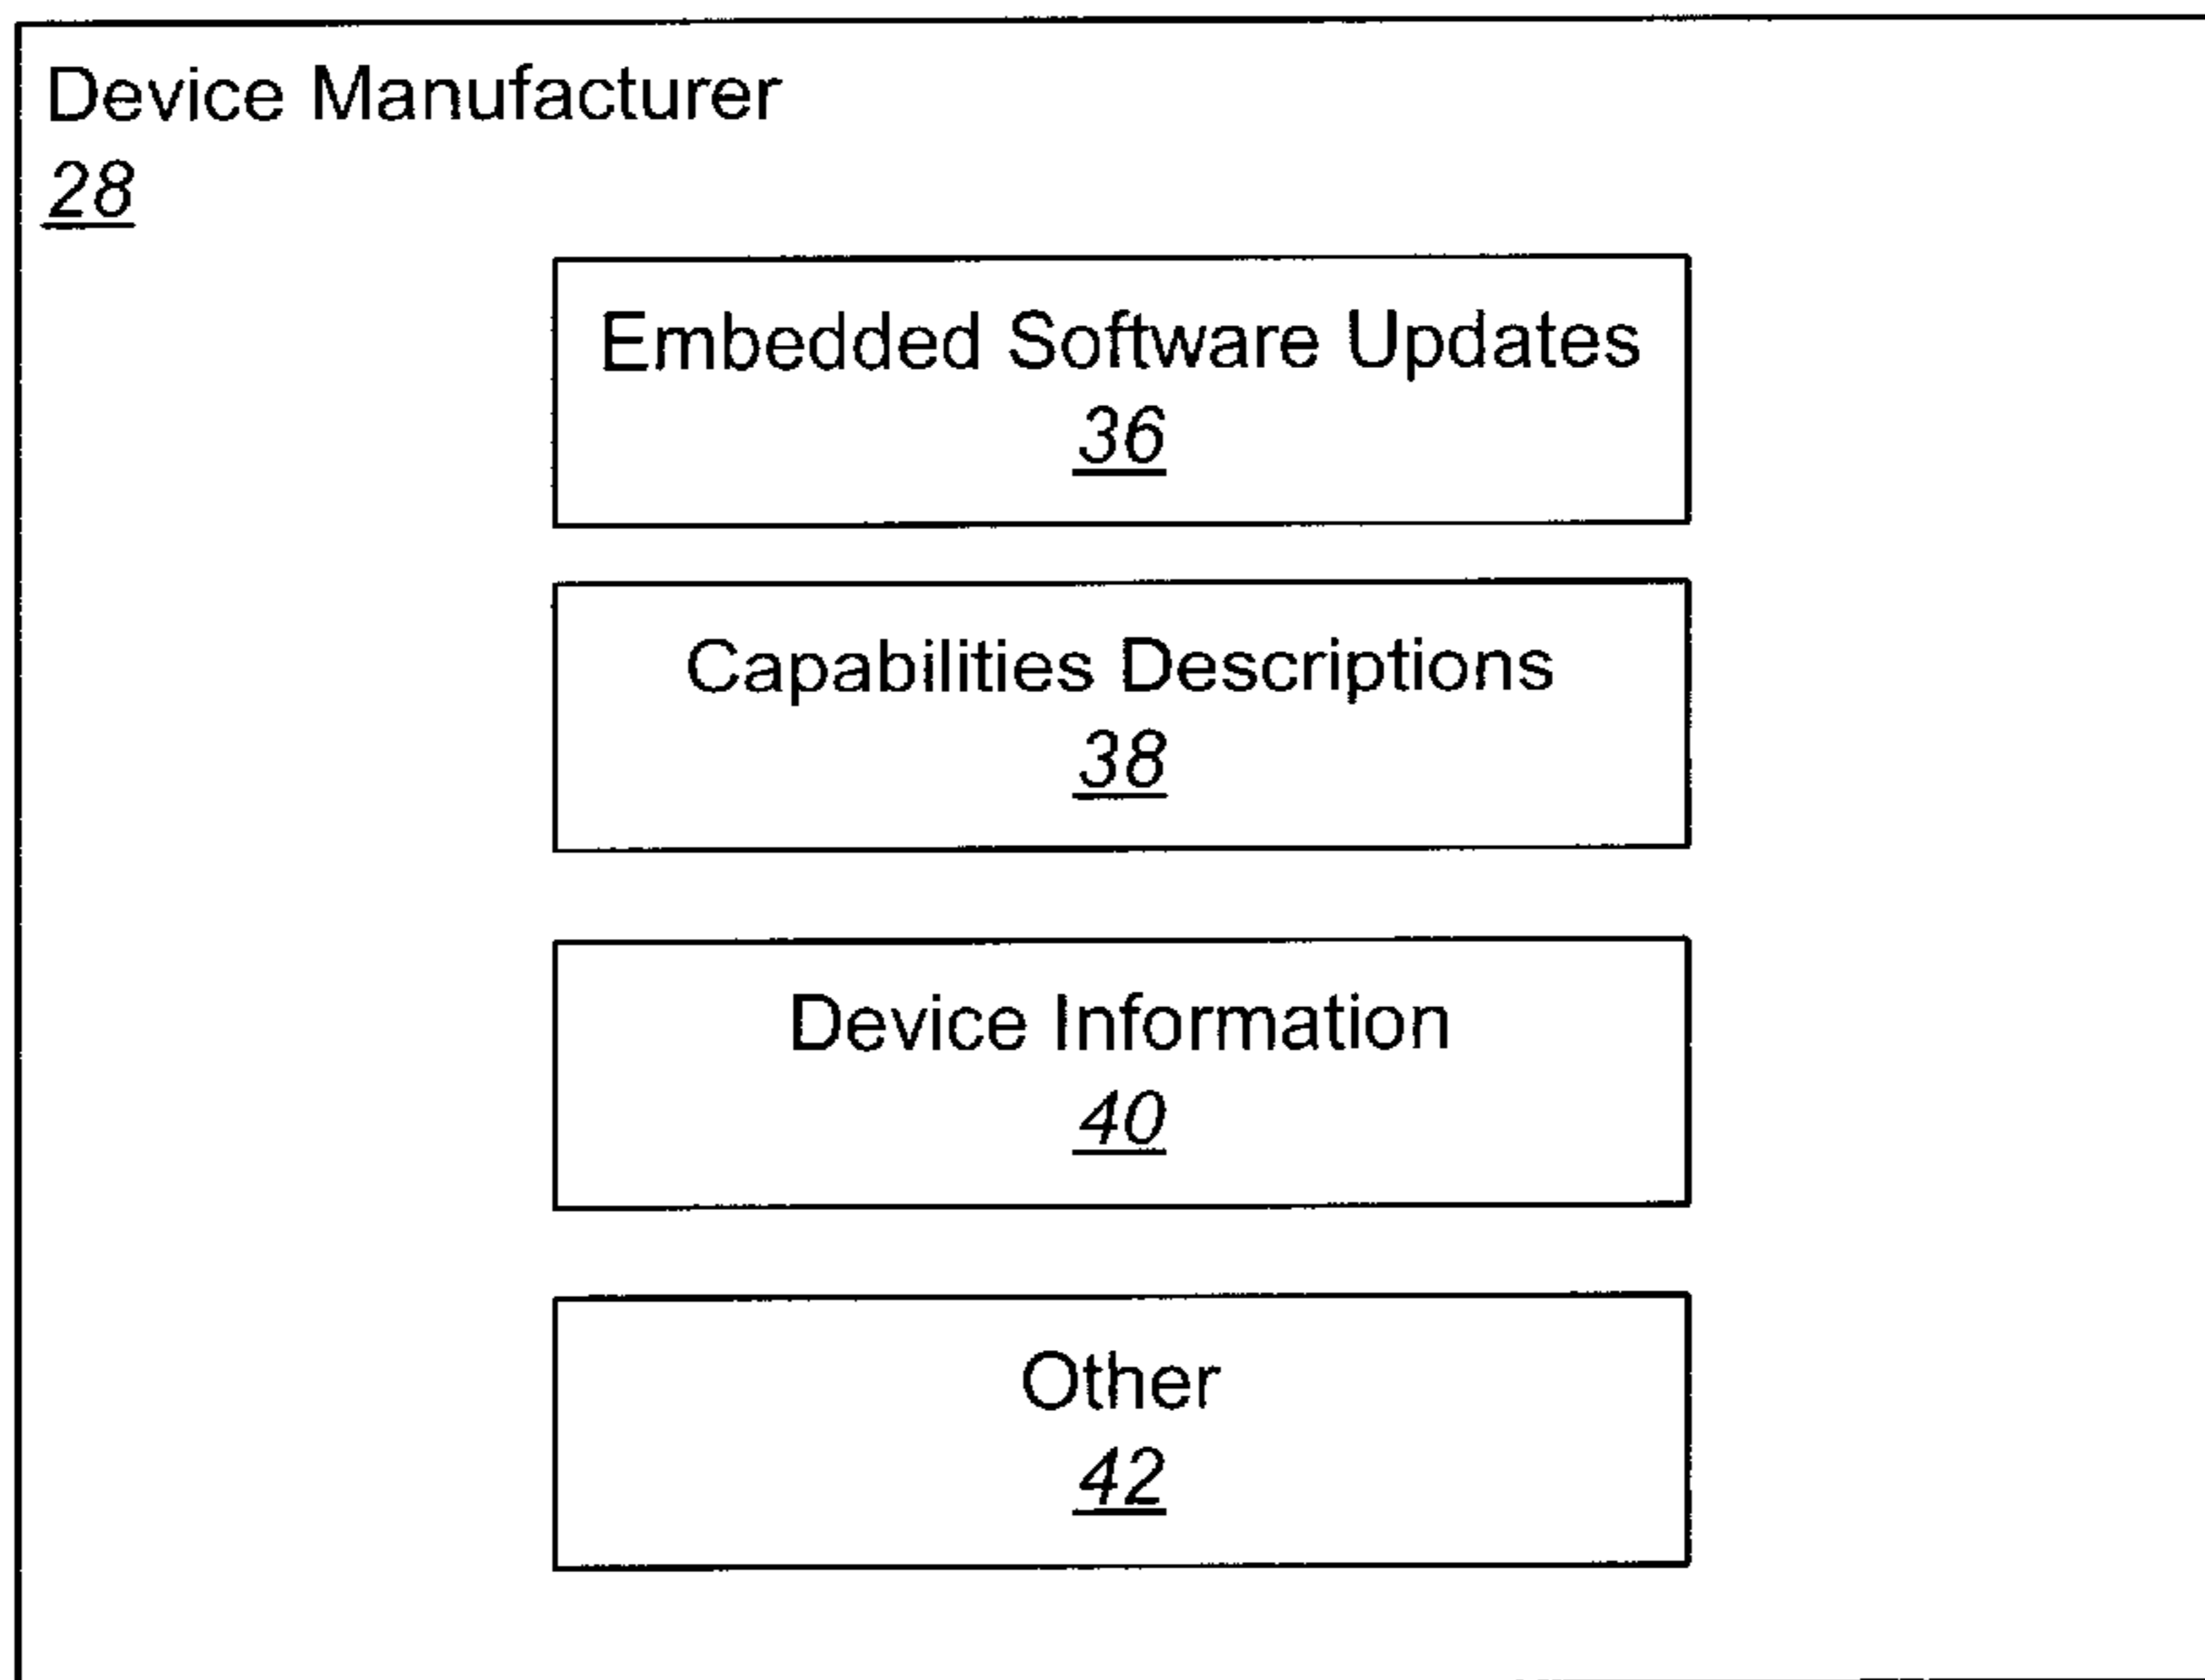 Device Manufacturer
28
Embedded Software Updates
36
Capabilities Descriptions
38
Device Information
40
Other
42